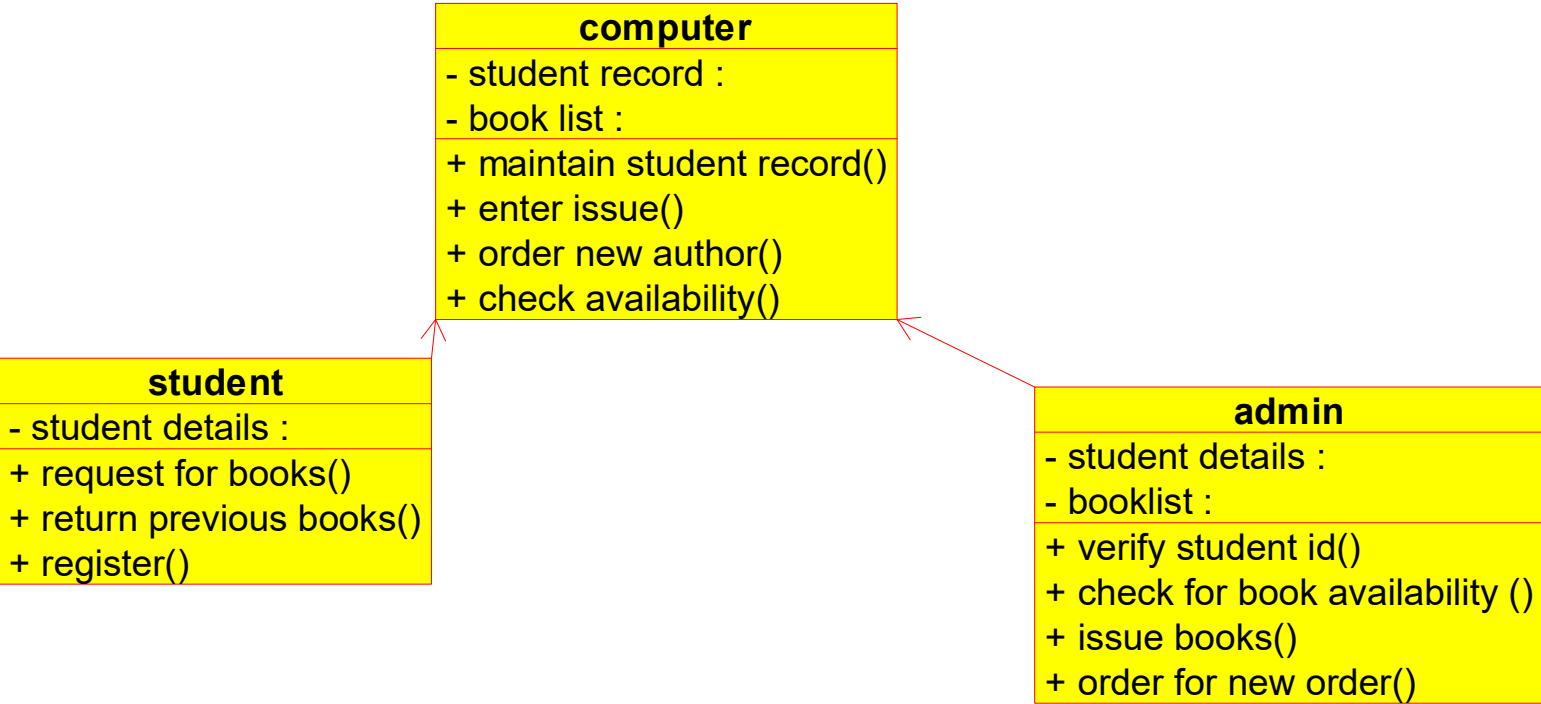 computer
- student record :
- book list :
+ maintain student record()
+ enter issue()
+ order new author()
+ check availability()
student
- student details :
+ request for books()
+ return previous books()
+ register()
admin
- student details :
- booklist :
+ verify student id()
+ check for book availability ()
+ issue books()
+ order for new order()